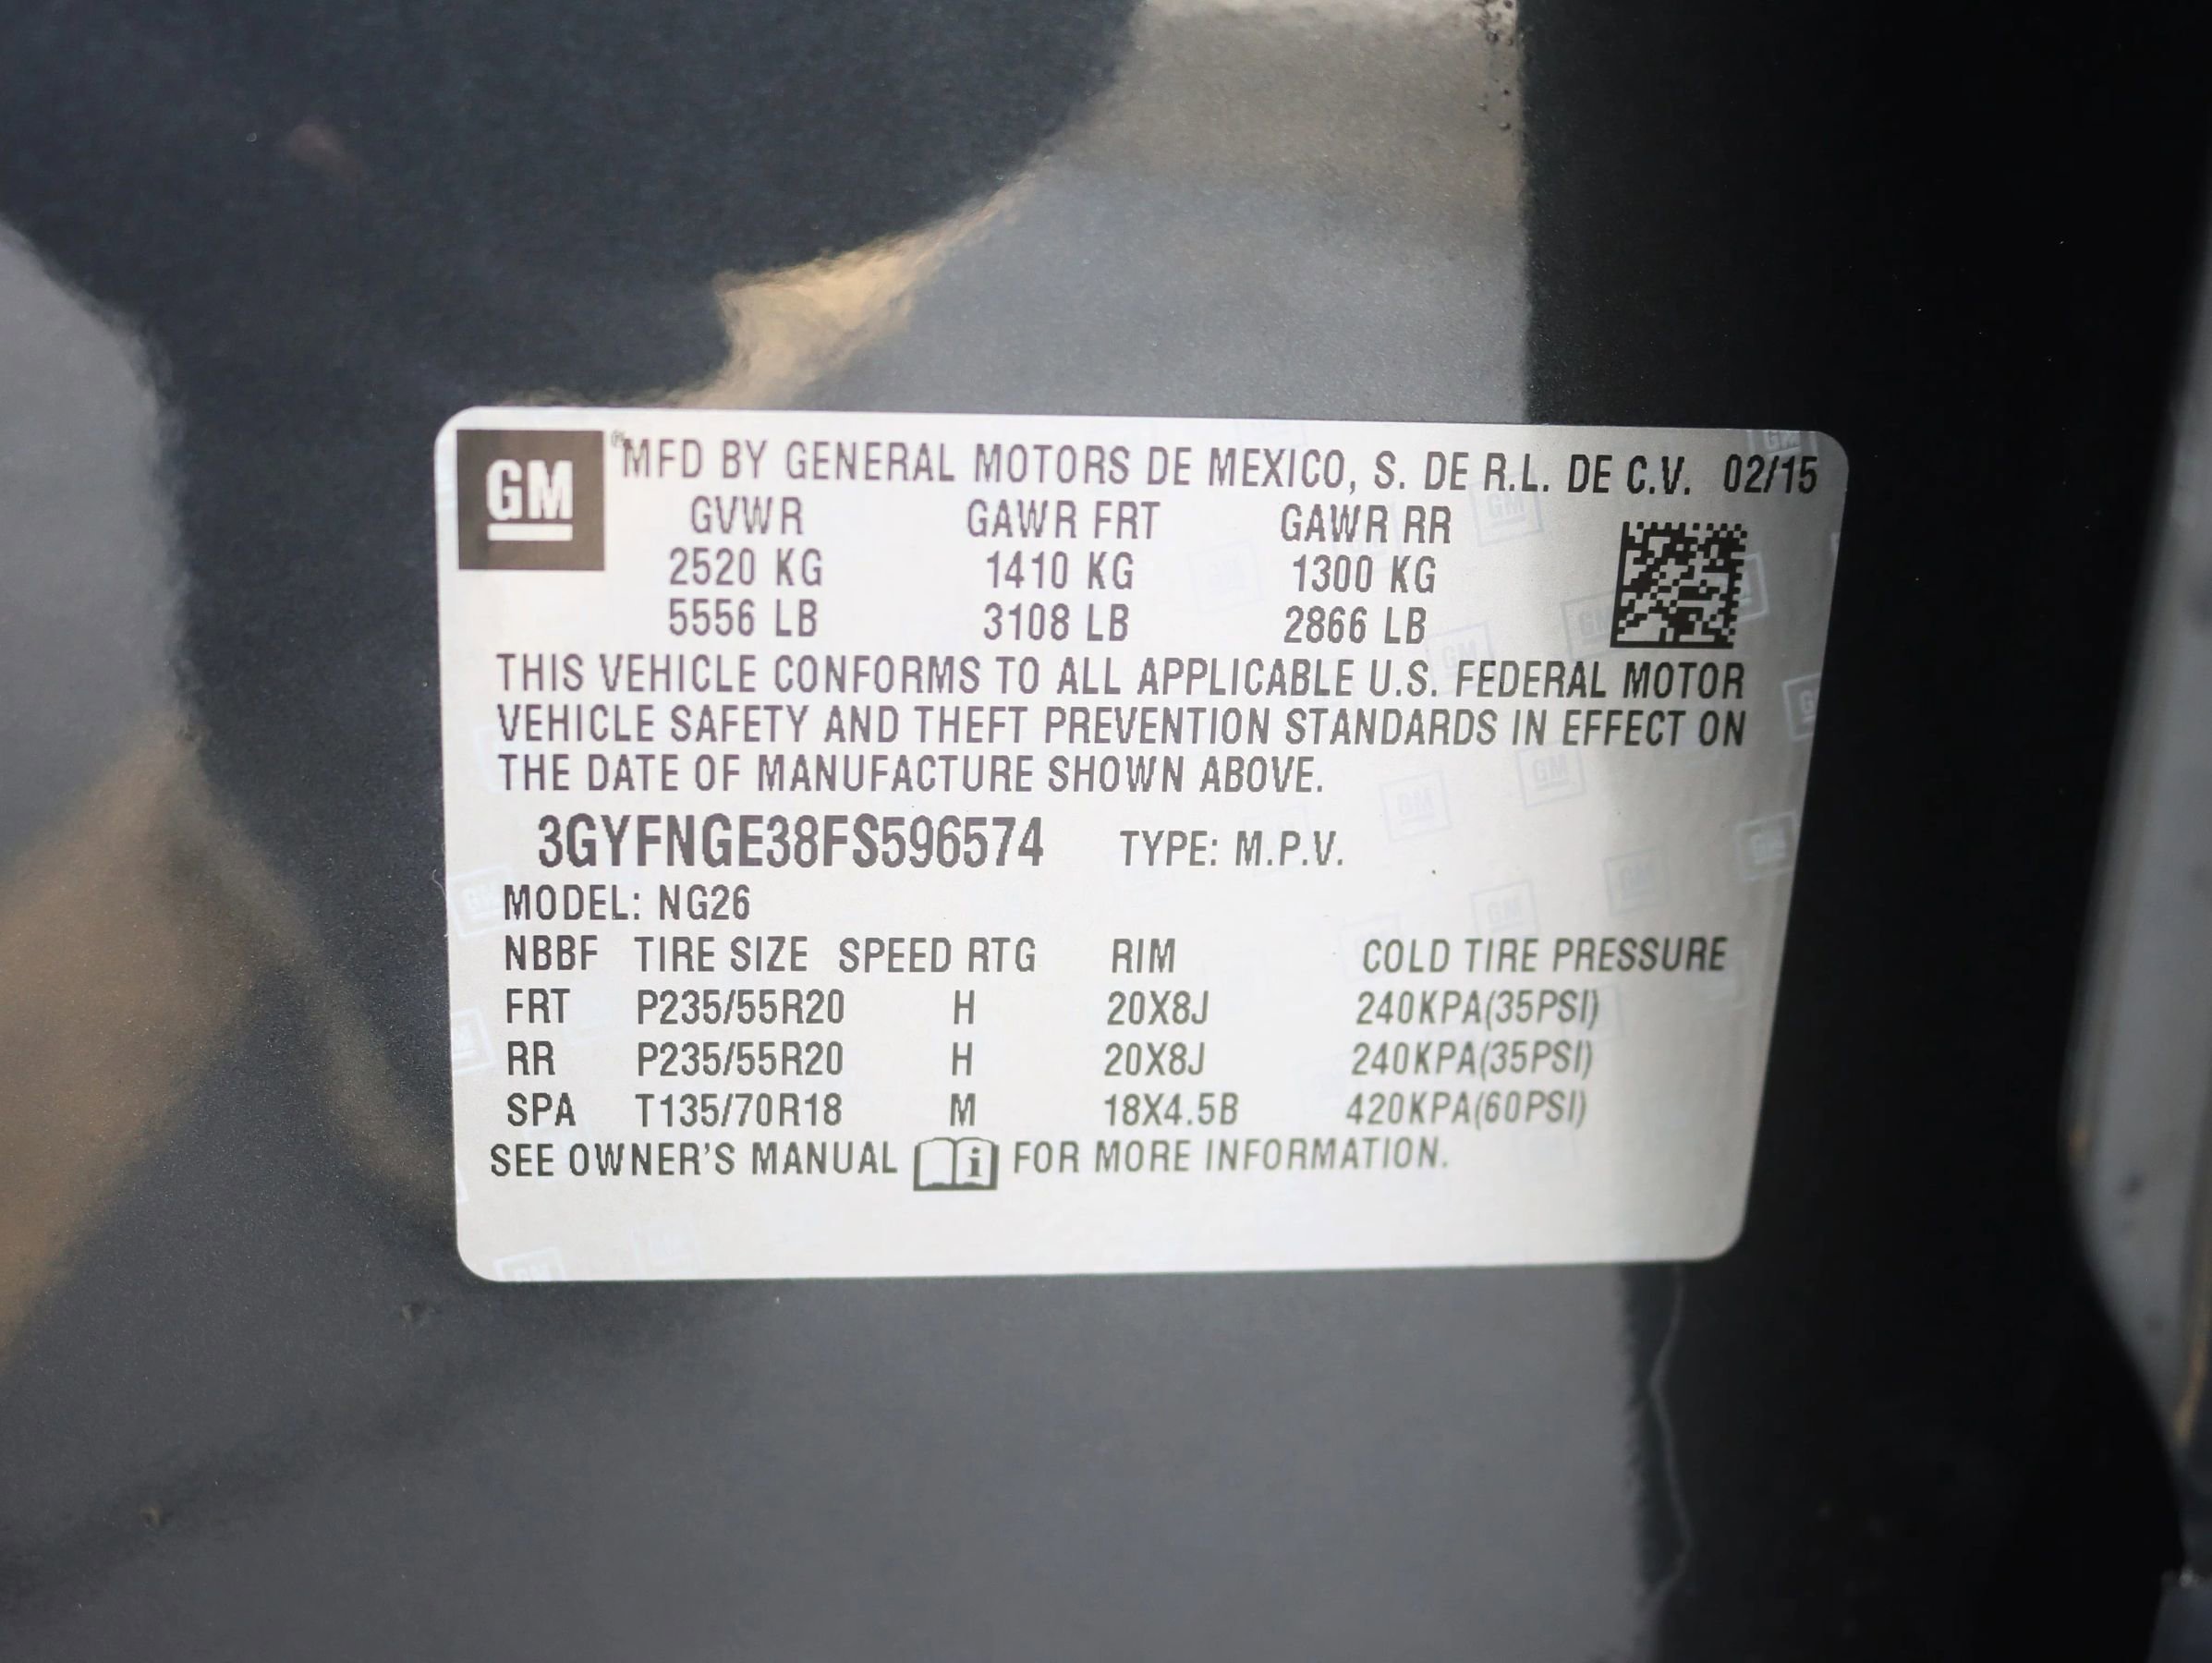 GM ® MFD BY GENERAL MOTORS DE MEXICO, S. DE R.L. DE C.V. 02/15
GVWR GAWR FRT GAWR RR
2520 KG 1410 KG 1300 KG
5556 LB 3108 LB 2866 LB
THIS VEHICLE CONFORMS TO ALL APPLICABLE U.S. FEDERAL MOTOR
VEHICLE SAFETY AND THEFT PREVENTION STANDARDS IN EFFECT ON
THE DATE OF MANUFACTURE SHOWN ABOVE.
3GYFNGE38FS596574 TYPE: M.P.V.
MODEL: NG26
NBBF TIRE SIZE SPEED RTG RIM COLD TIRE PRESSURE
FRT P235/55R20 H 20X8J 240KPA(35PSI)
RR P235/55R20 H 20X8J 240KPA(35PSI)
SPA T135/70R18 M 18X4.5B 420KPA(60PSI)
SEE OWNER'S MANUAL i FOR MORE INFORMATION.